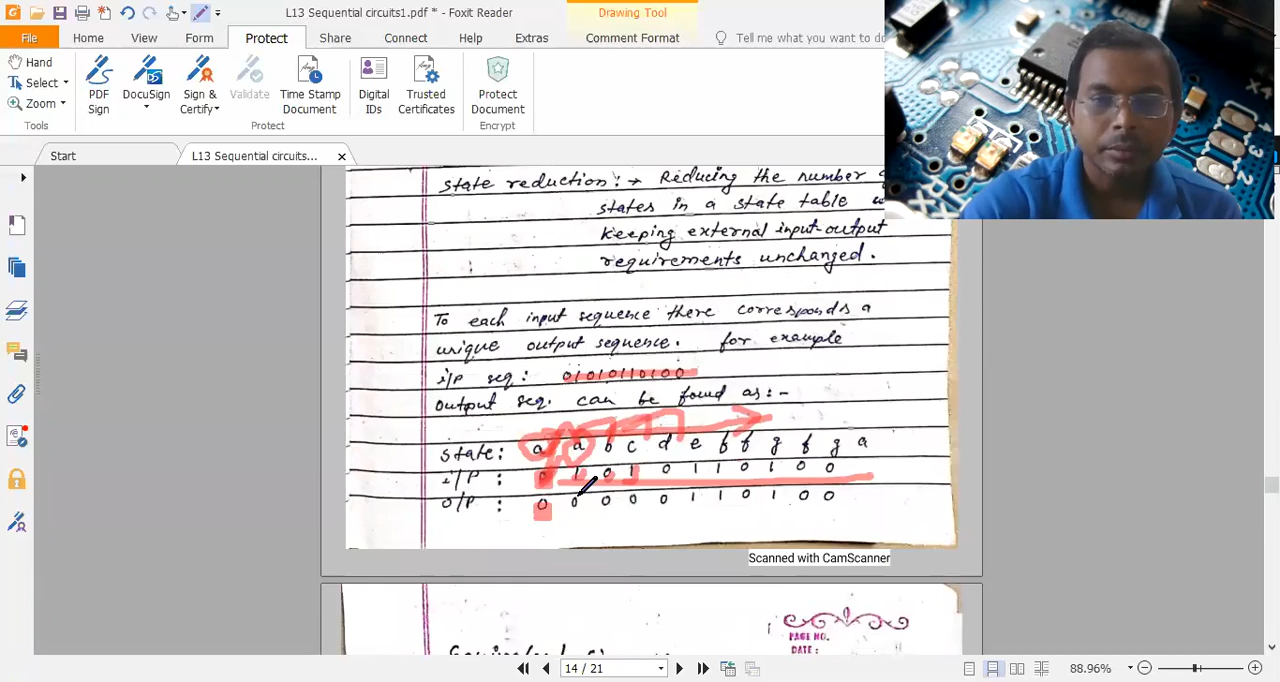 L13 Sequential circuits1.pdf * - Foxit Reader
Drawing Tool
File Home View Form Protect Share Connect Help Extras Comment Format Tell me what you want to do
Hand
Select
Zoom
Tools
PDF Sign
DocuSign
Sign & Certify
Validate
Time Stamp Document
Digital IDs
Trusted Certificates
Protect Document
Protect
Encrypt
X4
Start
L13 Sequential circuits...
state reduction :→ Reducing the number
states in a state table
keeping external input-output
requirements unchanged.
To each input sequence there corresponds a
unique output sequence. for example
i/p seq: 01010110100
output seq. can be found as:-
state: a a b c d e f f g f g a
i/P : 0 1 0 1 0 1 1 0 1 0 0
o/P : 0 0 0 0 0 1 1 0 1 0 0
Scanned with CamScanner
PAGE NO.
DATE :
14 / 21
88.96%